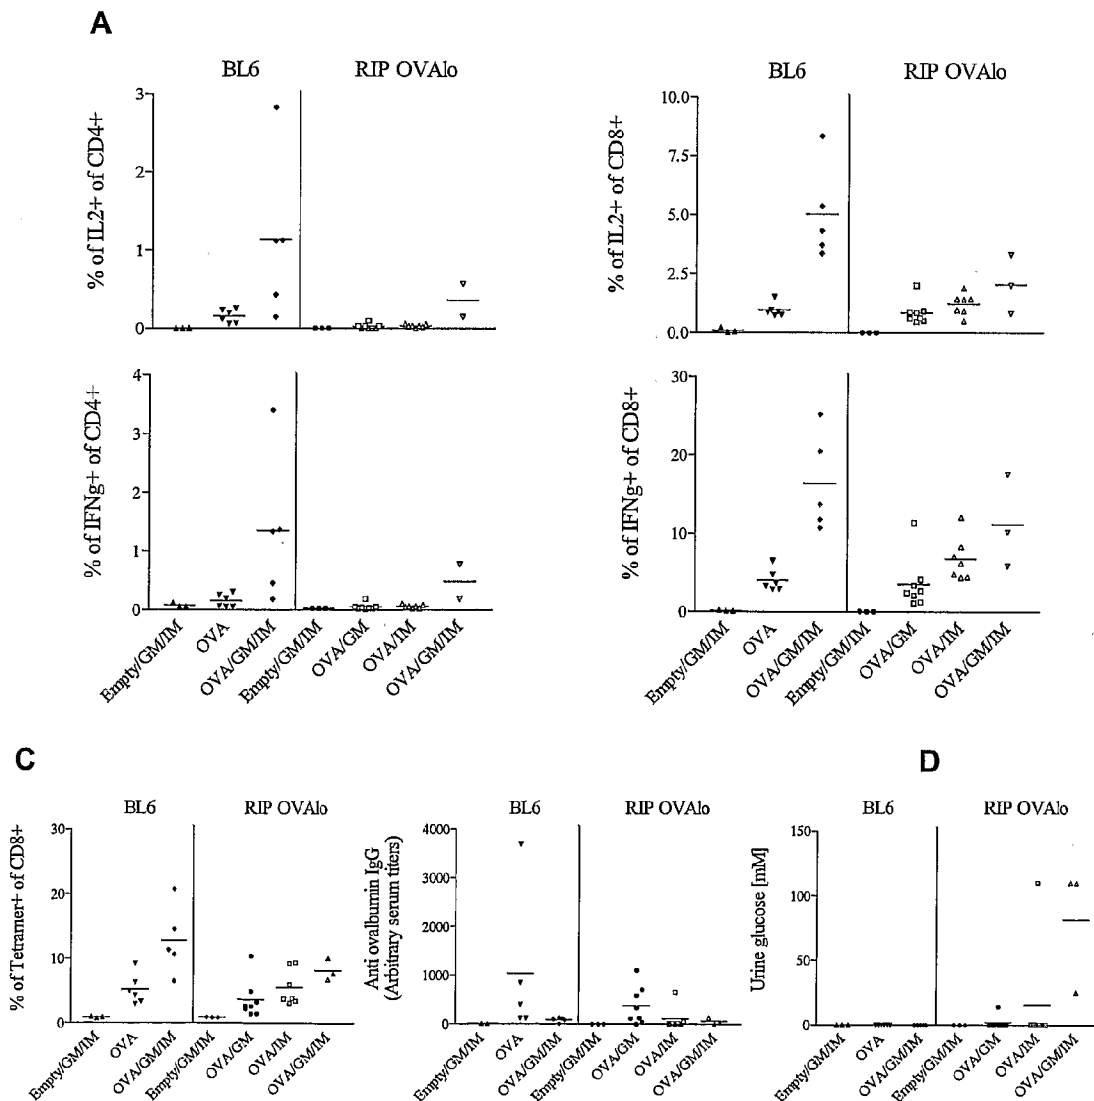 A
BL6 RIP OVAlo
% of IL2+ of CD4+
3
2
1
0
BL6 RIP OVAlo
% of IL2+ of CD8+
10.0
7.5
5.0
2.5
0.0
% of IFNg+ of CD4+
4
3
2
1
0
Empty/GM/IM
OVA
OVA/GM/IM
Empty/GM/IM
OVA/GM
OVA/IM
OVA/GM/IM
% of IFNg+ of CD8+
30
20
10
0
Empty/GM/IM
OVA
OVA/GM/IM
Empty/GM/IM
OVA/GM
OVA/IM
OVA/GM/IM
C
BL6 RIP OVAlo
% of Tetramer+ of CD8+
30
20
10
0
Empty/GM/IM
OVA
OVA/GM/IM
Empty/GM/IM
OVA/GM
OVA/IM
OVA/GM/IM
BL6 RIP OVAlo
Anti ovalbumin IgG
(Arbitrary serum titers)
4000
3000
2000
1000
0
Empty/GM/IM
OVA
OVA/GM/IM
Empty/GM/IM
OVA/GM
OVA/IM
OVA/GM/IM
D
BL6 RIP OVAlo
Urine glucose [mM]
150
100
50
0
Empty/GM/IM
OVA
OVA/GM/IM
Empty/GM/IM
OVA/GM
OVA/IM
OVA/GM/IM